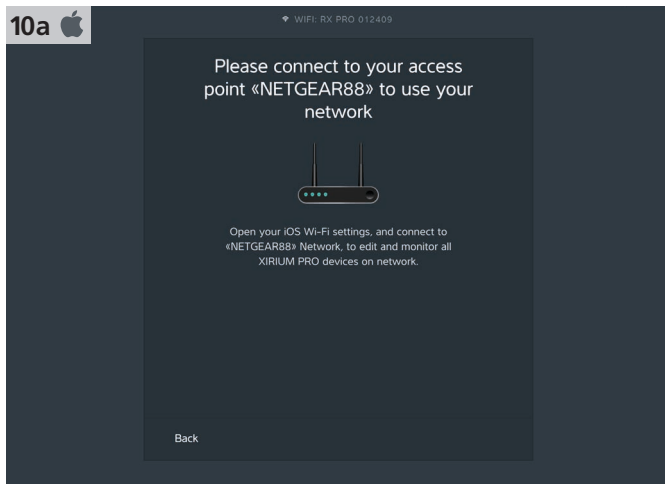 10a
WIFI: RX PRO 012409
Please connect to your access
point «NETGEAR88» to use your
network
Open your iOS Wi-Fi settings, and connect to
«NETGEAR88» Network, to edit and monitor all
XIRIUM PRO devices on network.
Back